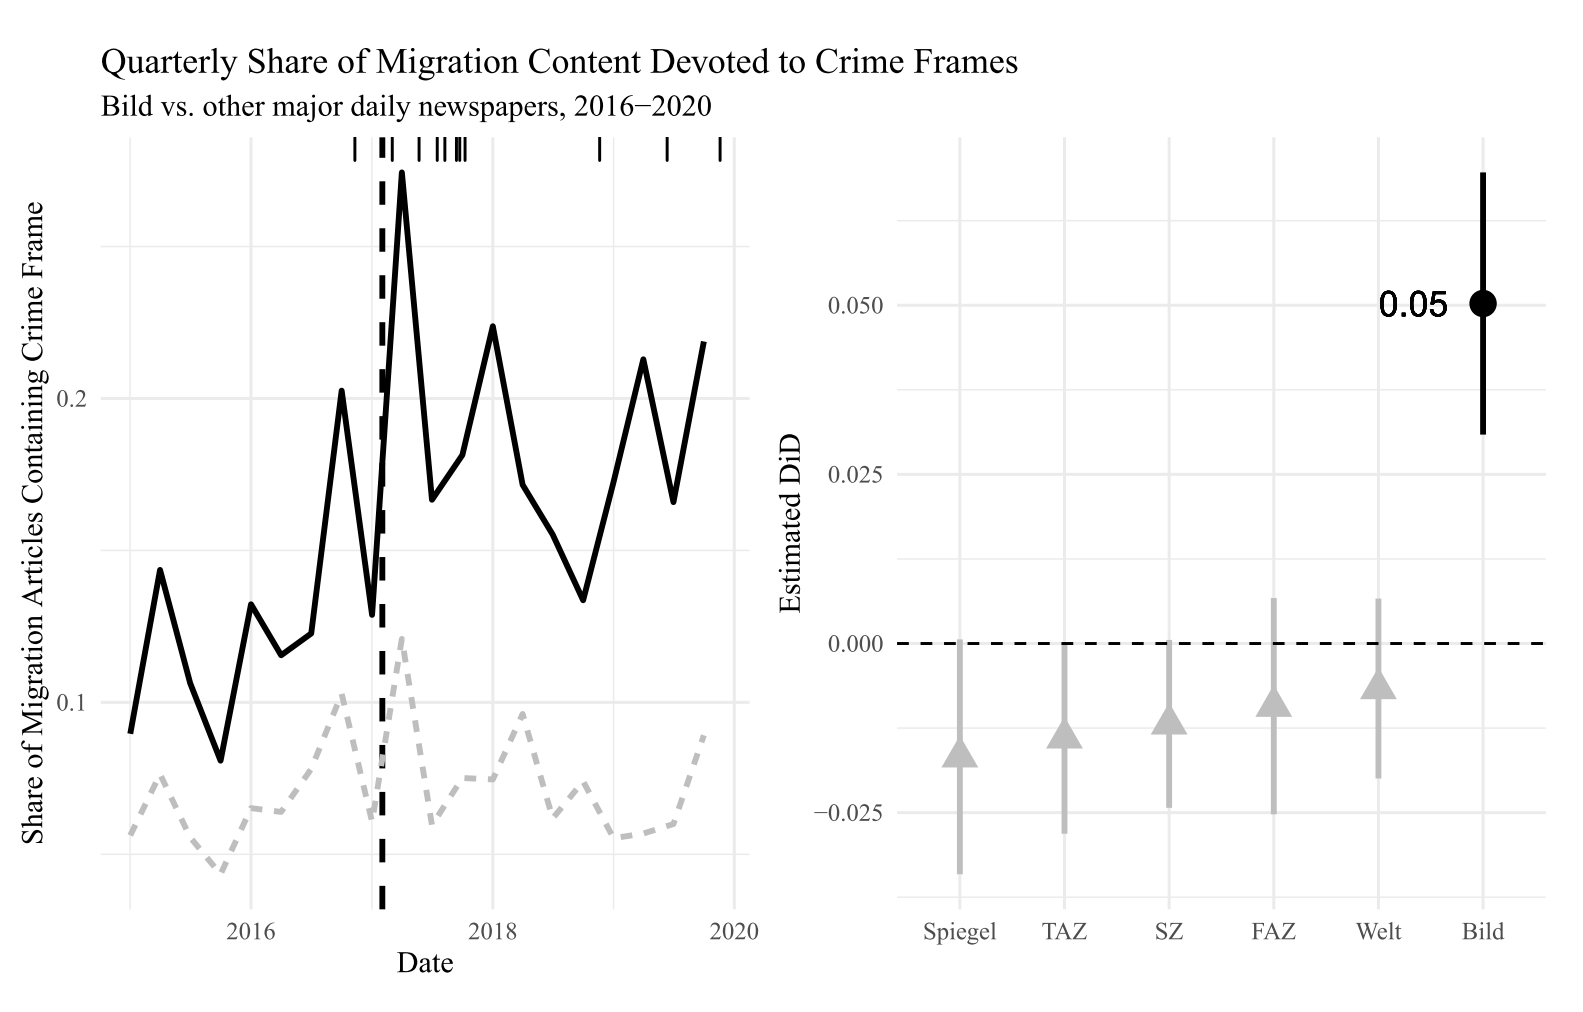 Quarterly Share of Migration Content Devoted to Crime Frames
Bild vs. other major daily newspapers, 2016−2020
Share of Migration Articles Containing Crime Frame
0.2
0.1
2016
2018
2020
Date
Estimated DiD
0.050
0.025
0.000
−0.025
0.05
Spiegel
TAZ
SZ
FAZ
Welt
Bild